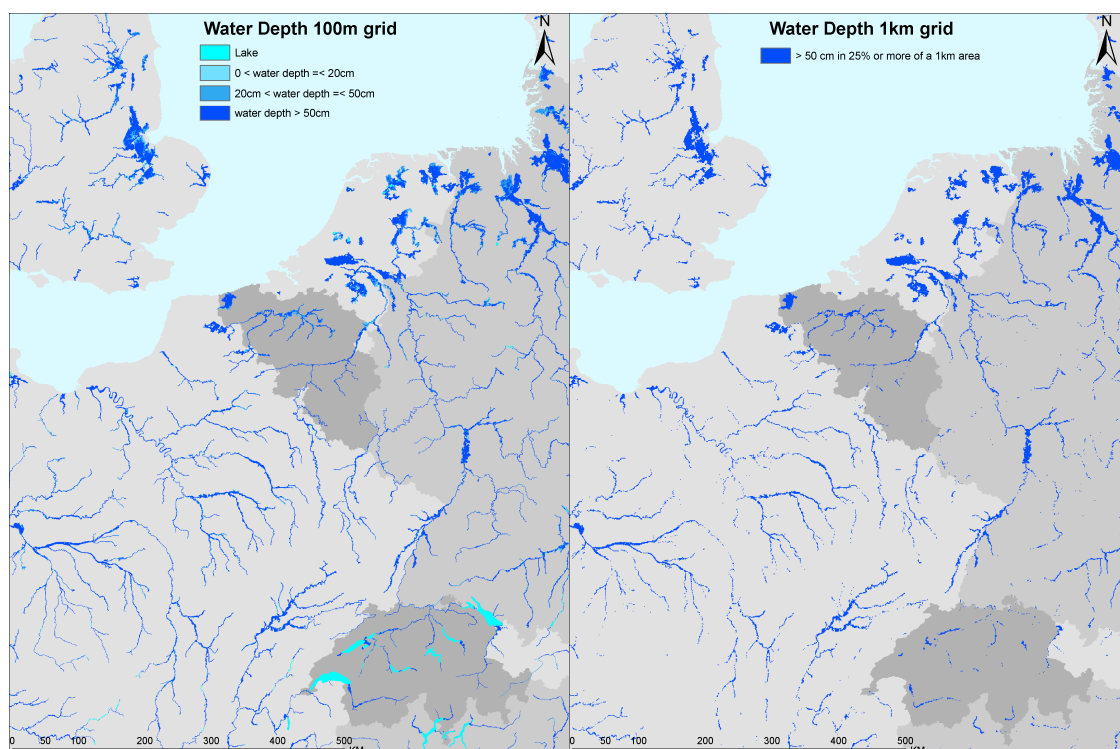 Water Depth 100m grid
Lake
0 < water depth =< 20cm
20cm < water depth =< 50cm
water depth > 50cm
N
0 50 100 200 300 400 500
KM
Water Depth 1km grid
> 50 cm in 25% or more of a 1km area
N
0 50 100 200 300 400 500
KM